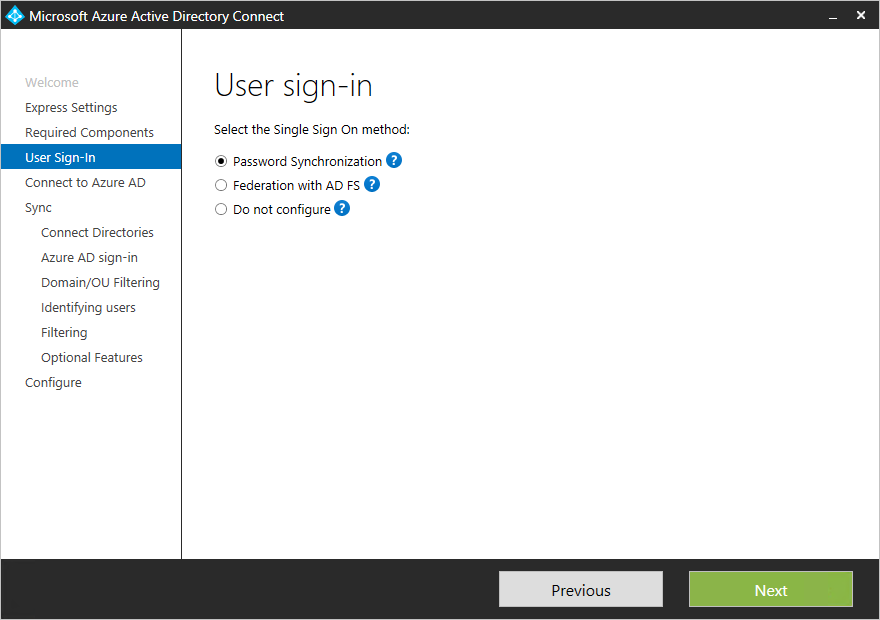 Microsoft Azure Active Directory Connect
Welcome
Express Settings
Required Components
User Sign-In
Connect to Azure AD
Sync
Connect Directories
Azure AD sign-in
Domain/OU Filtering
Identifying users
Filtering
Optional Features
Configure
User sign-in
Select the Single Sign On method:
Password Synchronization ?
Federation with AD FS ?
Do not configure ?
Previous
Next